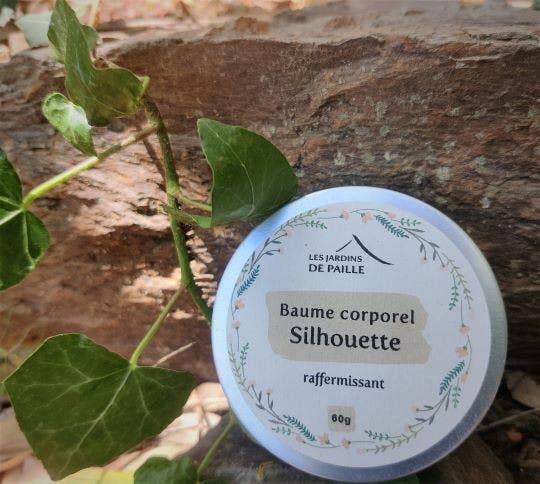 LES JARDINS
DE PAILLE
Baume corporel
Silhouette
raffermissant
60g